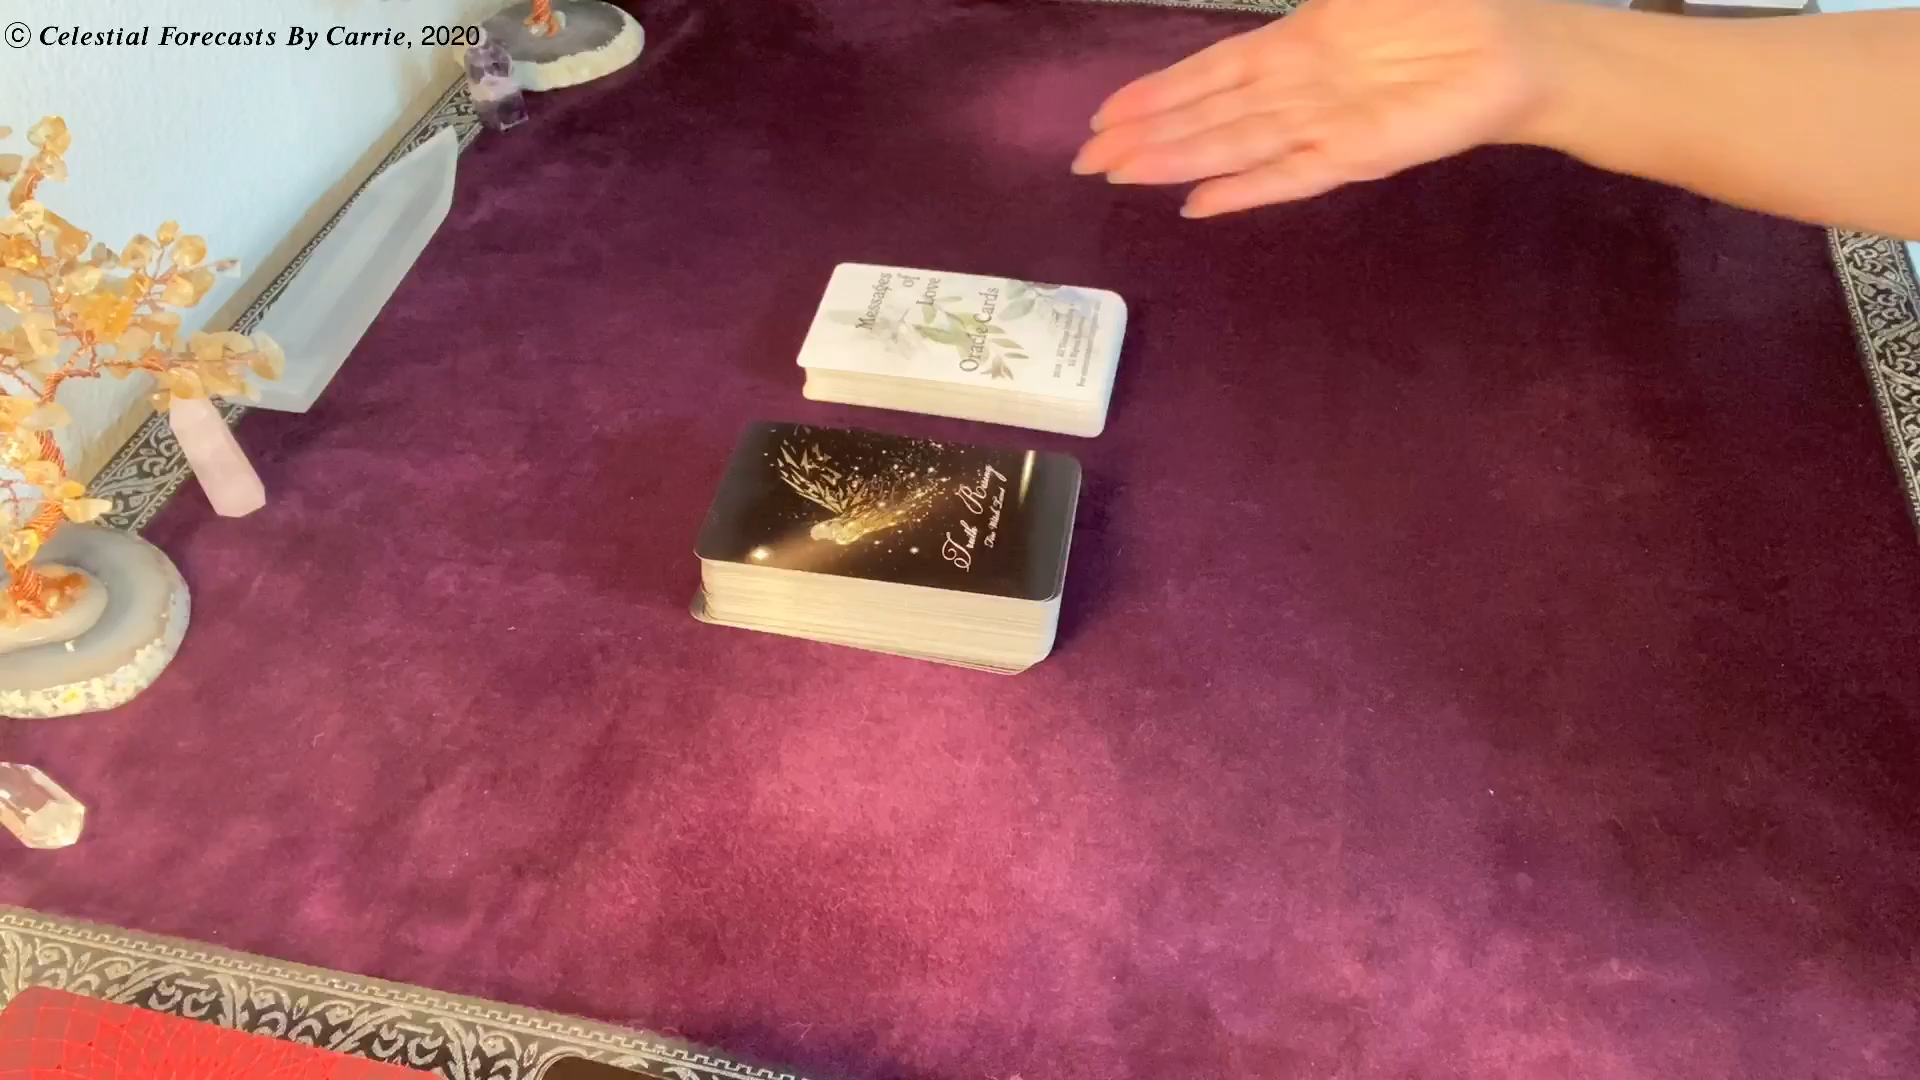 © Celestial Forecasts By Carrie, 2020
Messages
of
Love
Oracle Cards
Truth Rising